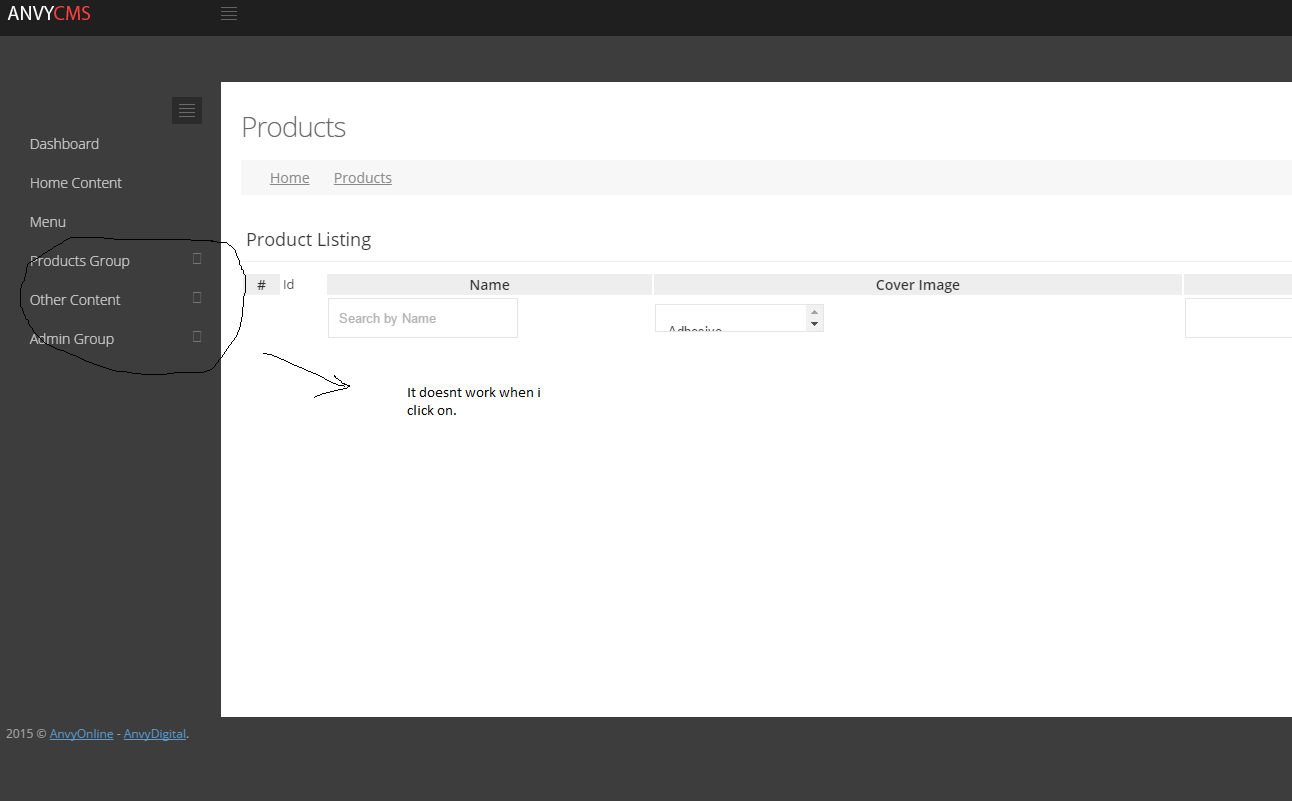 ANVYCMS
Dashboard
Home Content
Menu
Products Group
Other Content
Admin Group
Products
Home Products
Product Listing
# Id Name Cover Image
Search by Name
Adhesive
It doesnt work when i
click on.
2015 © AnvyOnline - AnvyDigital.